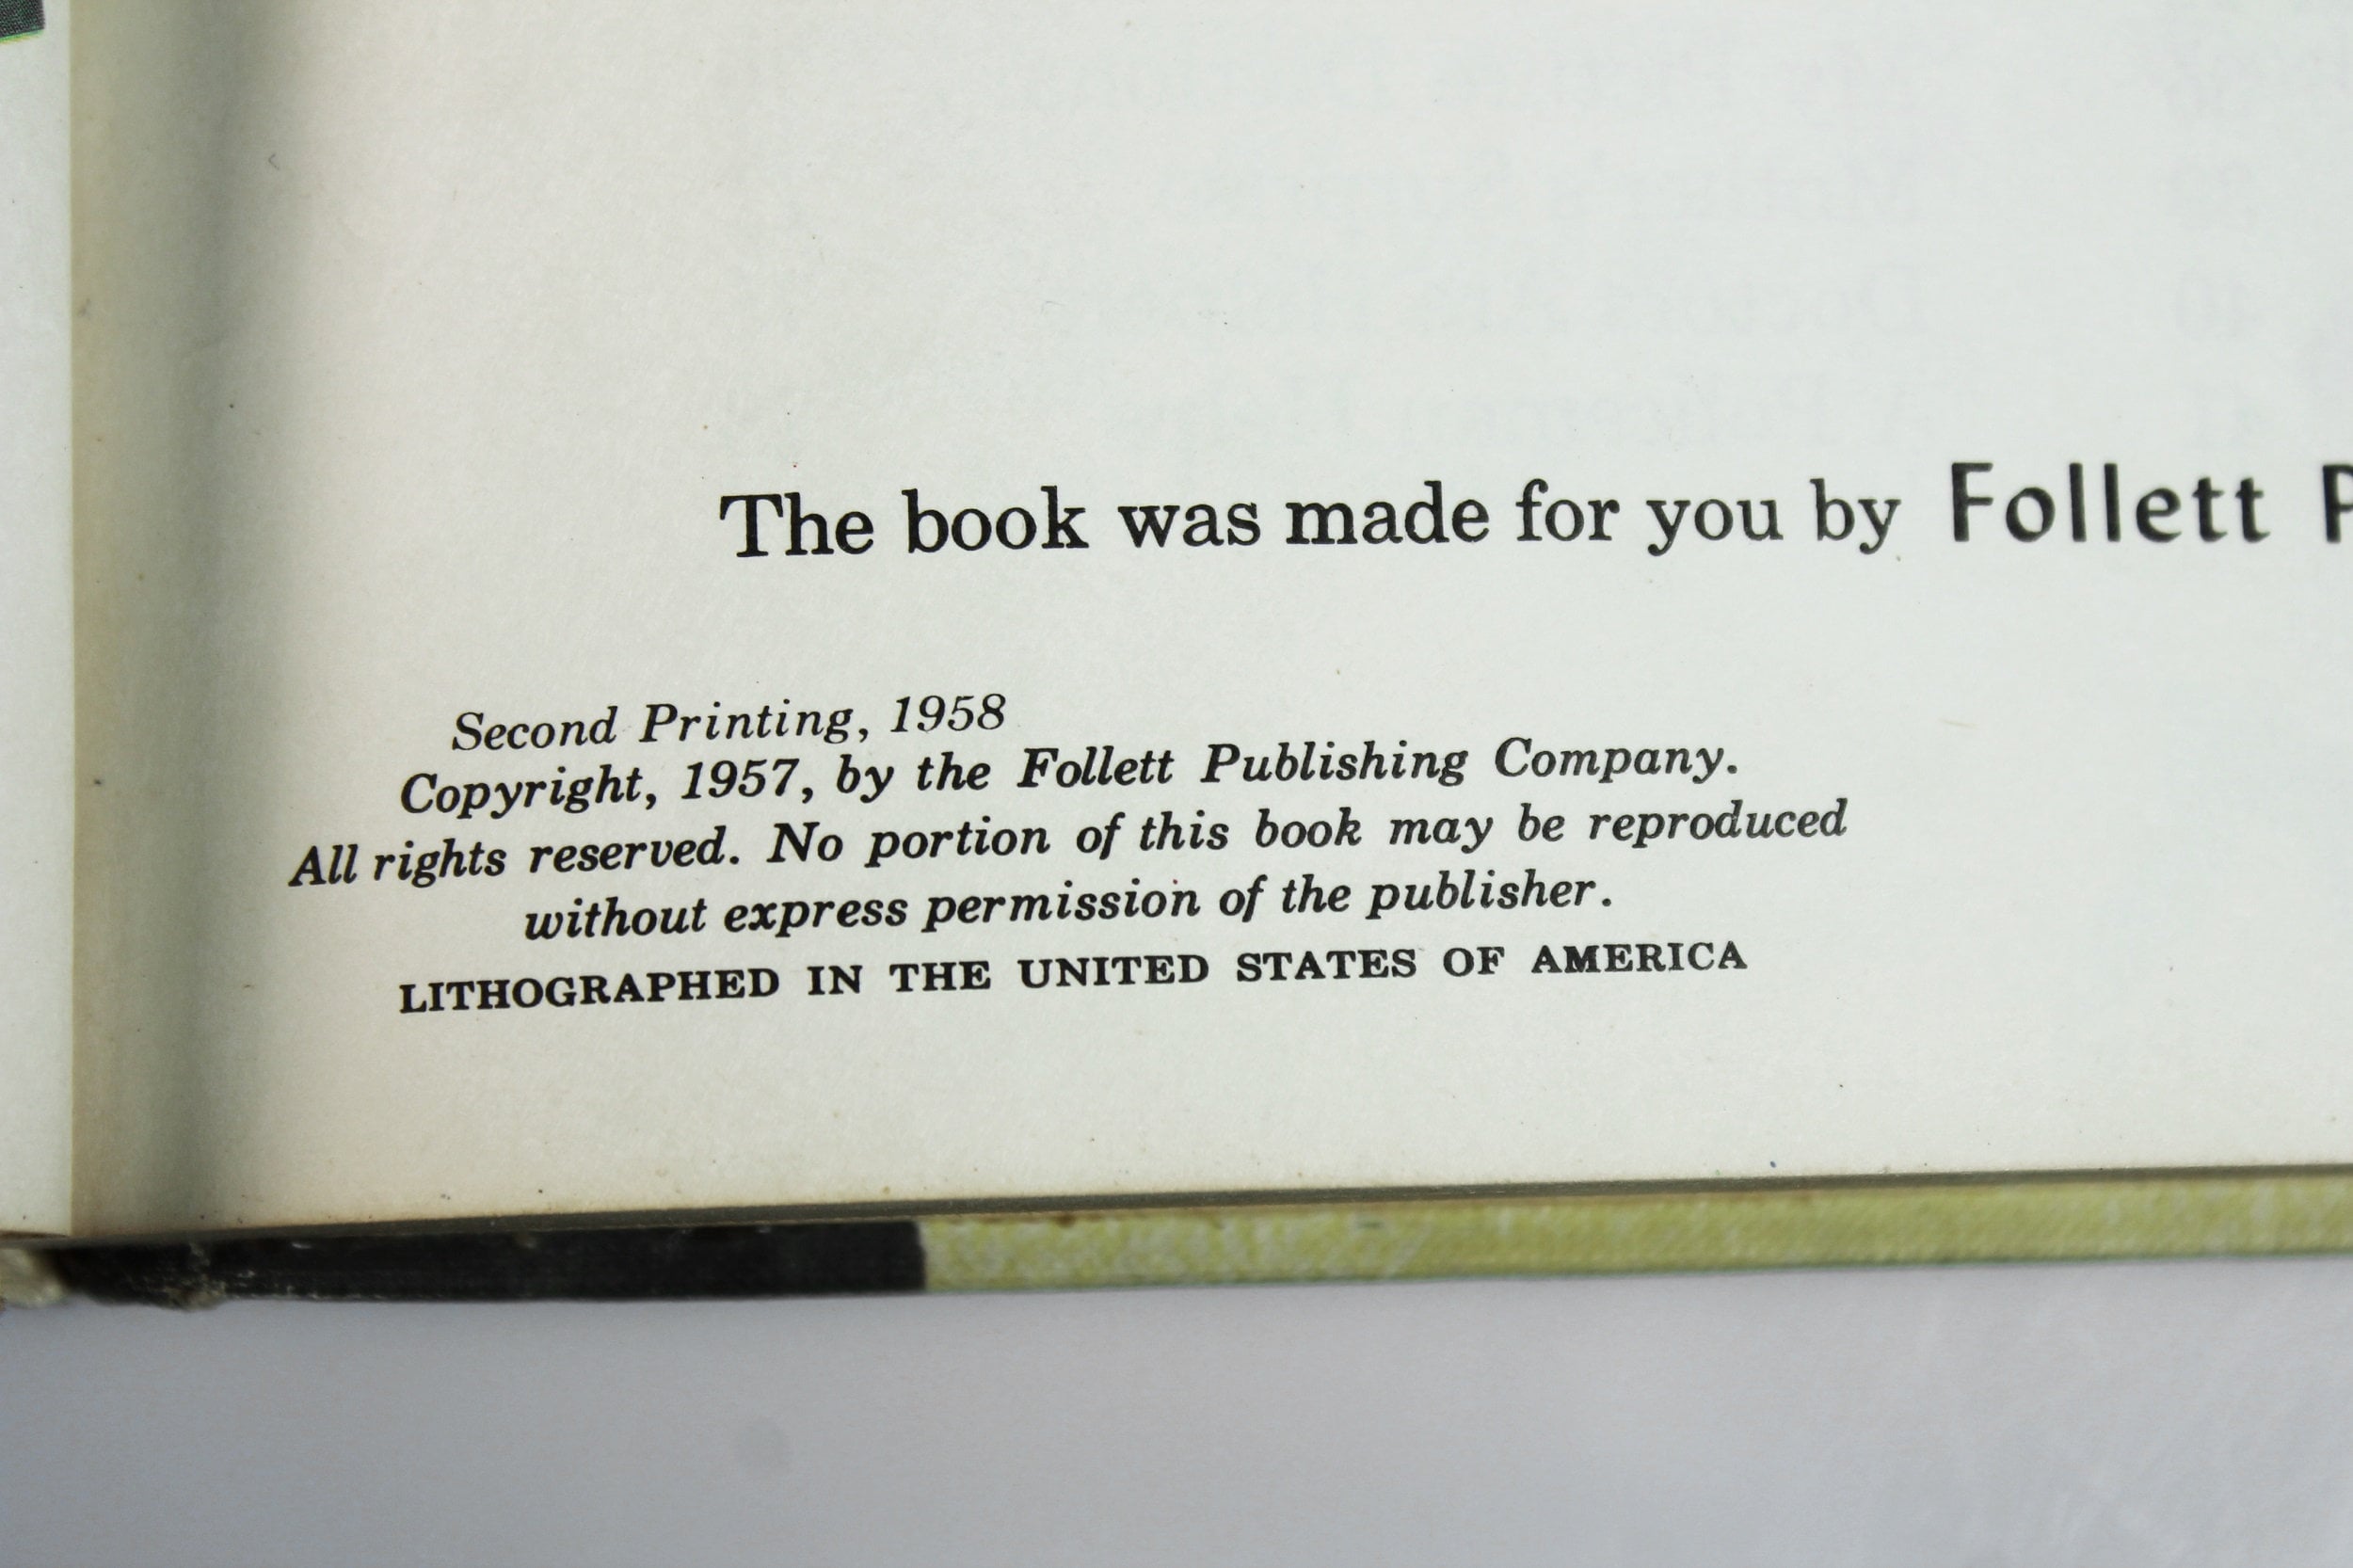 The book was made for you by Follett P
Second Printing, 1958
Copyright, 1957, by the Follett Publishing Company.
All rights reserved. No portion of this book may be reproduced
without express permission of the publisher.
LITHOGRAPHED IN THE UNITED STATES OF AMERICA